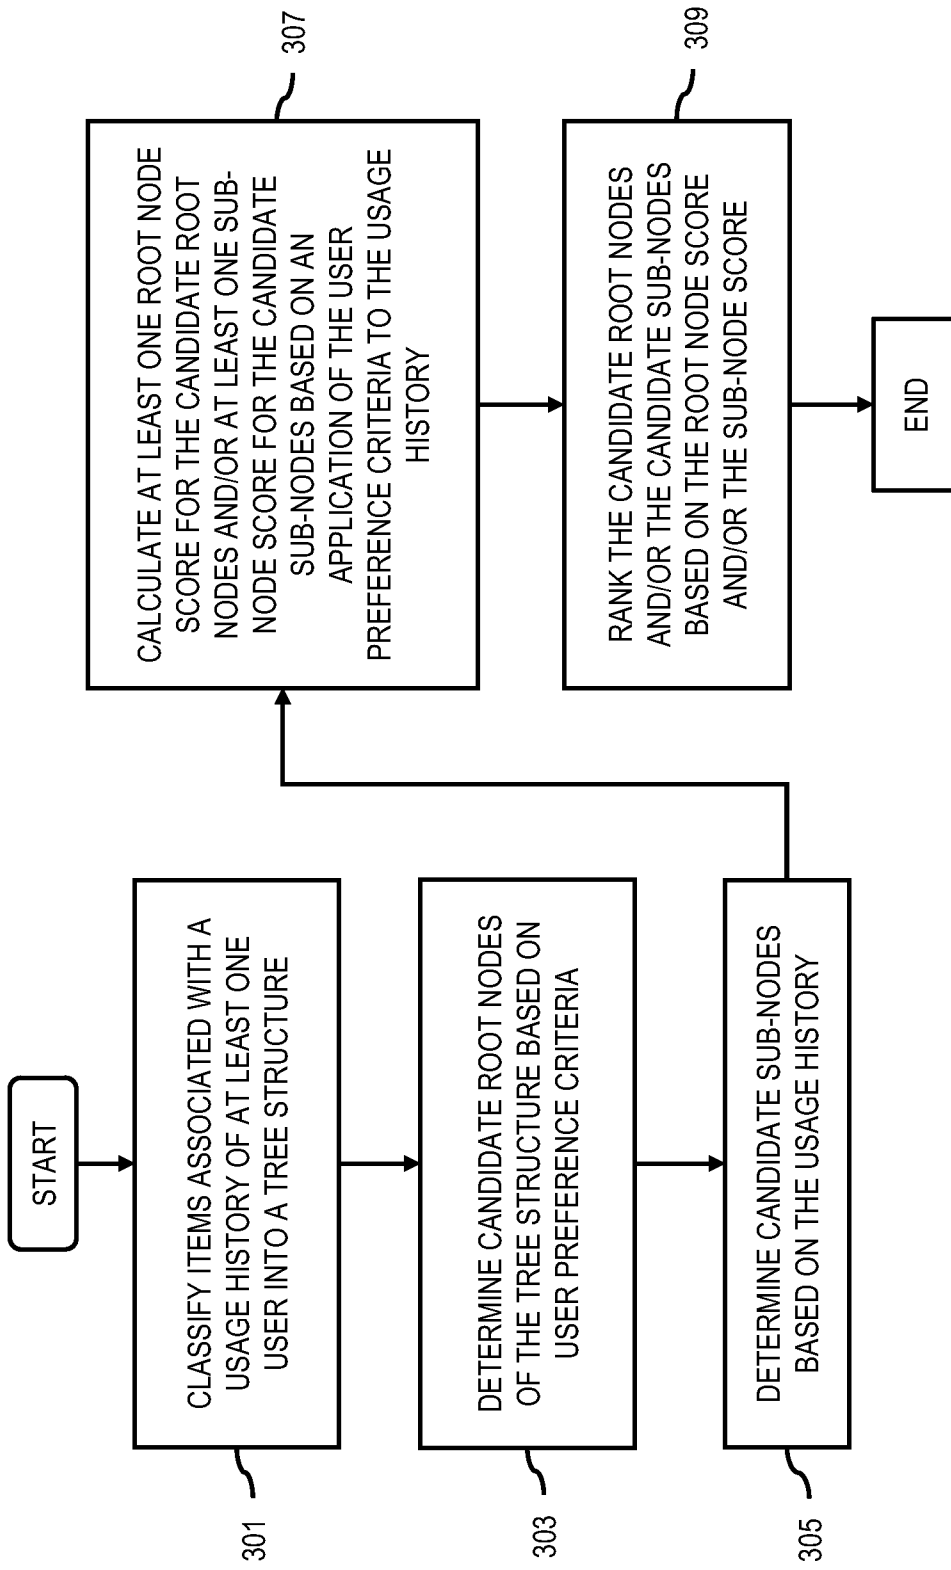 START
CLASSIFY ITEMS ASSOCIATED WITH A
USAGE HISTORY OF AT LEAST ONE
USER INTO A TREE STRUCTURE
301
DETERMINE CANDIDATE ROOT NODES
OF THE TREE STRUCTURE BASED ON
USER PREFERENCE CRITERIA
303
DETERMINE CANDIDATE SUB-NODES
BASED ON THE USAGE HISTORY
305
CALCULATE AT LEAST ONE ROOT NODE
SCORE FOR THE CANDIDATE ROOT
NODES AND/OR AT LEAST ONE SUB-
NODE SCORE FOR THE CANDIDATE
SUB-NODES BASED ON AN
APPLICATION OF THE USER
PREFERENCE CRITERIA TO THE USAGE
HISTORY
307
RANK THE CANDIDATE ROOT NODES
AND/OR THE CANDIDATE SUB-NODES
BASED ON THE ROOT NODE SCORE
AND/OR THE SUB-NODE SCORE
309
END